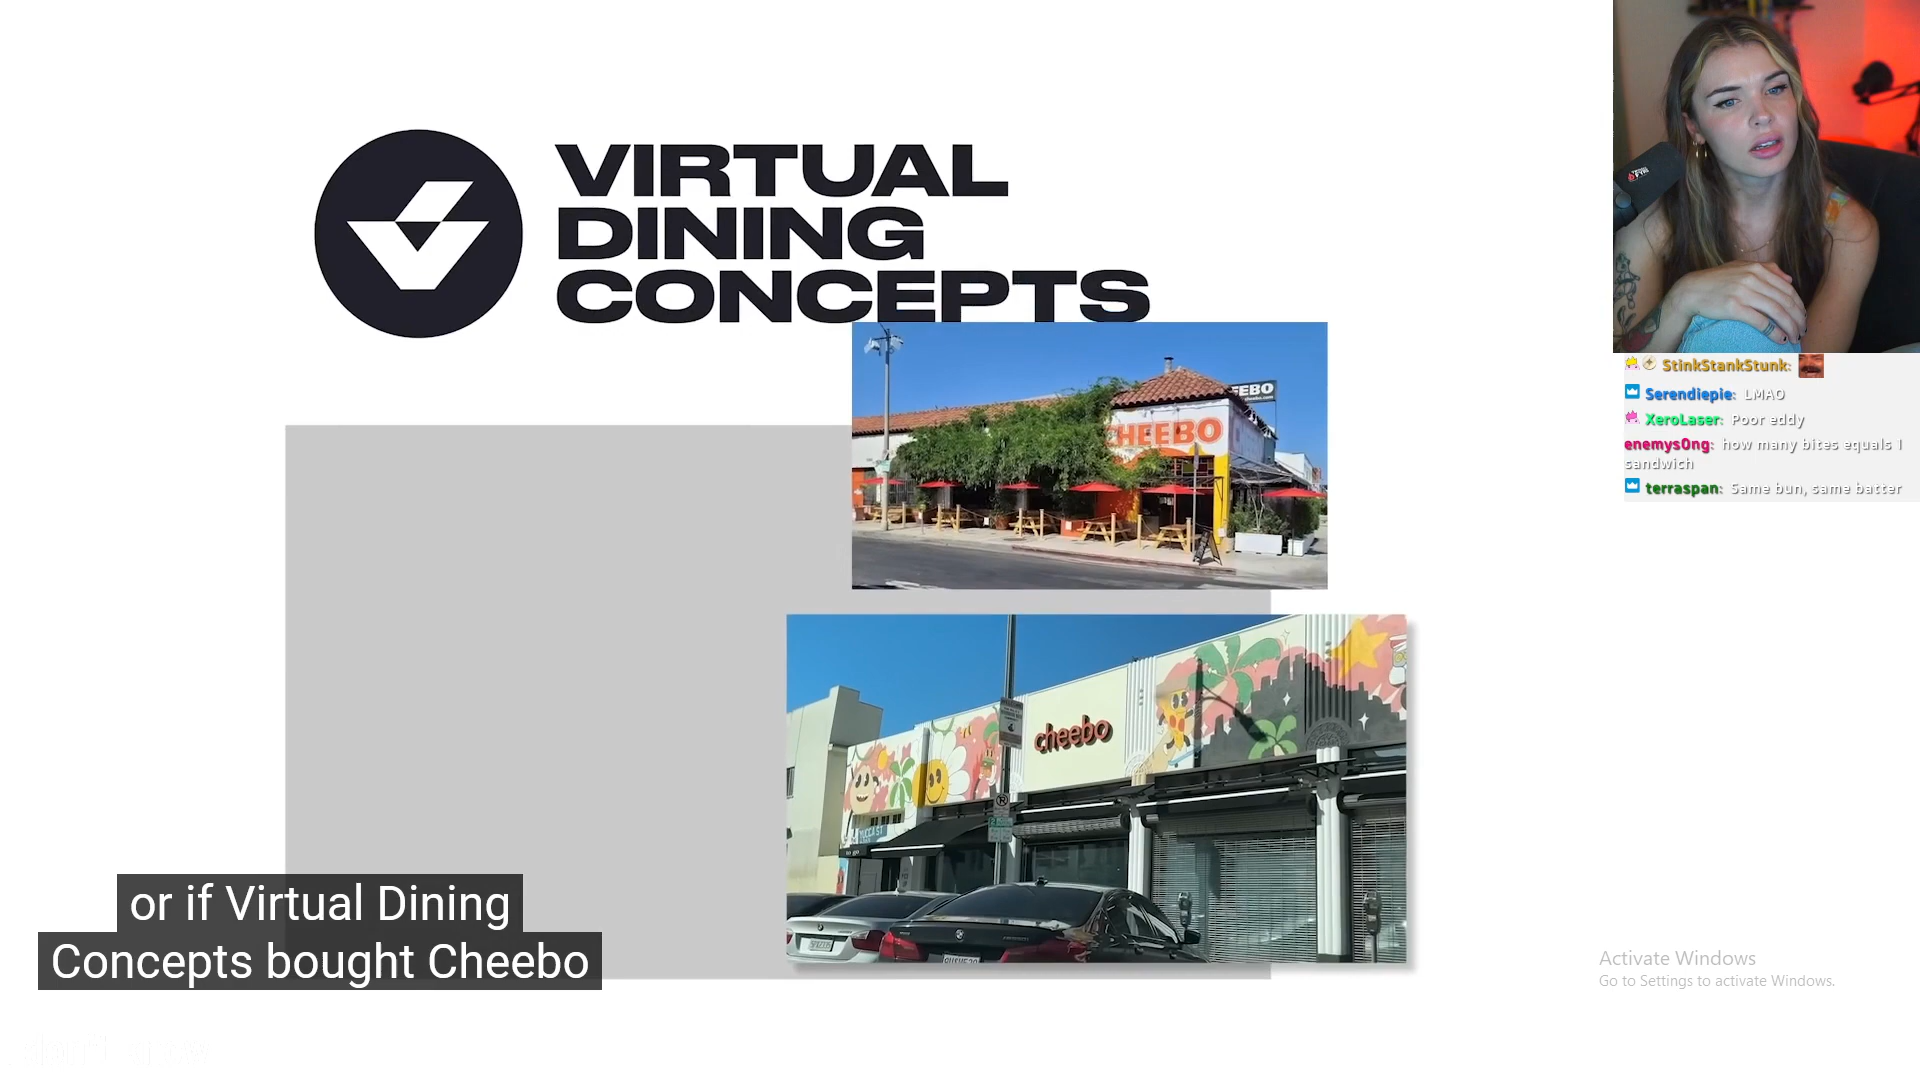 VIRTUAL
DINING
CONCEPTS
CHEEBO
cheebo
to go
or if Virtual Dining
Concepts bought Cheebo
StinkStankStunk:
Serendiepie: LMAO
XeroLaser: Poor eddy
enemys0ng: how many bites equals 1
sandwich
terraspan: Same bun, same batter
Activate Windows
Go to Settings to activate Windows.